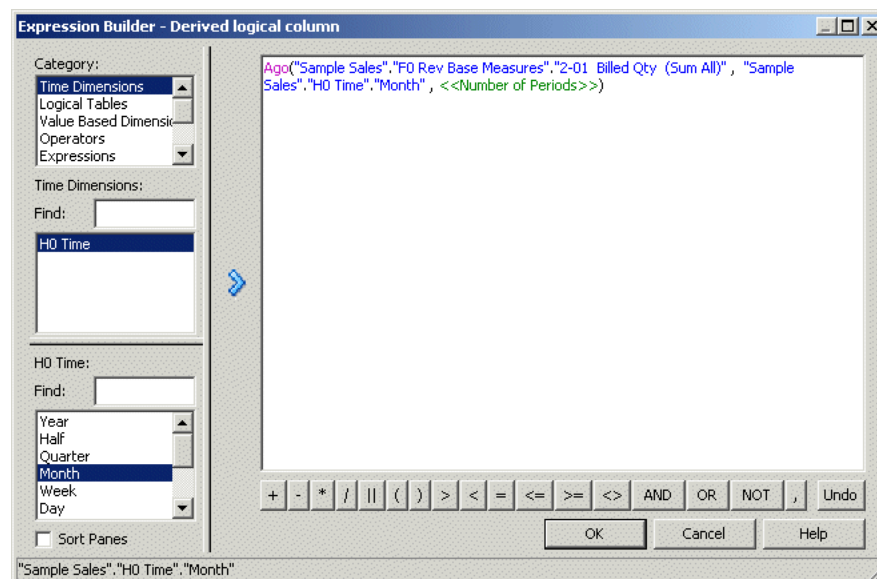 Expression Builder - Derived logical column
Category:
Time Dimensions
Logical Tables
Value Based Dimensic
Operators
Expressions
Time Dimensions:
Find:
H0 Time
H0 Time:
Find:
Year
Half
Quarter
Month
Week
Day
Sort Panes
Ago("Sample Sales"."F0 Rev Base Measures"."2-01  Billed Qty  (Sum All)" ,  "Sample
Sales"."H0 Time"."Month" , <<Number of Periods>>)
+ - * / || ( ) > < = <= >= <> AND OR NOT , Undo
OK Cancel Help
"Sample Sales"."H0 Time"."Month"